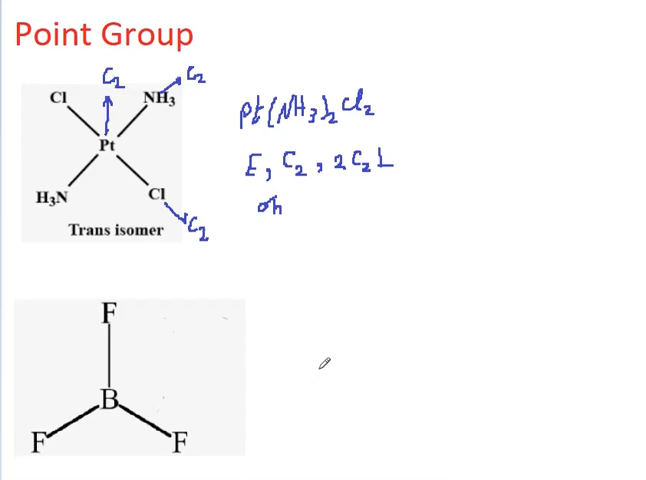 Point Group
C₂
C₂
Cl NH₃
Pt
H₃N Cl
C₂
Trans isomer
pt(NH₃)₂Cl₂
E, C₂, 2C₂⊥
σh
F
B
F F